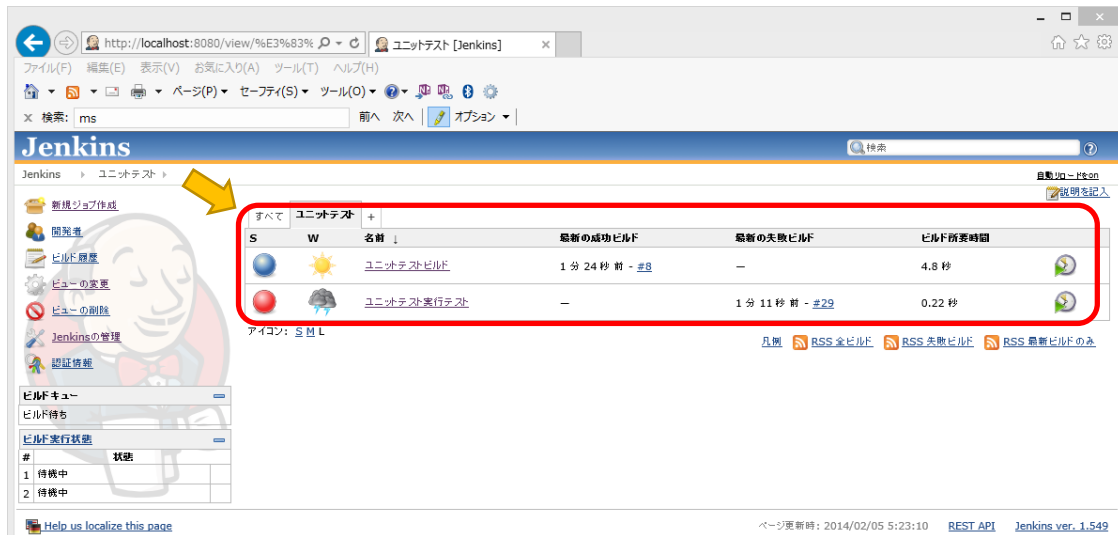 http://localhost:8080/view/%E3%83%
ユニットテスト [Jenkins]
ファイル(F) 編集(E) 表示(V) お気に入り(A) ツール(T) ヘルプ(H)
ページ(P) セーフティ(S) ツール(O)
× 検索: ms 前へ 次へ オプション
Jenkins
検索
Jenkins ユニットテスト
自動リロードをon
説明を記入
新規ジョブ作成
開発者
ビルド履歴
ビューの変更
ビューの削除
Jenkinsの管理
認証情報
ビルドキュー
ビルド待ち
ビルド実行状態
# 状態
1 待機中
2 待機中
すべて ユニットテスト +
S W 名前 ↓ 最新の成功ビルド 最新の失敗ビルド ビルド所要時間
ユニットテストビルド 1 分 24 秒 前 - #8 — 4.8 秒
ユニットテスト実行テスト — 1 分 11 秒 前 - #29 0.22 秒
アイコン: S M L
凡例 RSS 全ビルド RSS 失敗ビルド RSS 最新ビルドのみ
Help us localize this page
ページ更新時: 2014/02/05 5:23:10 REST API Jenkins ver. 1.549